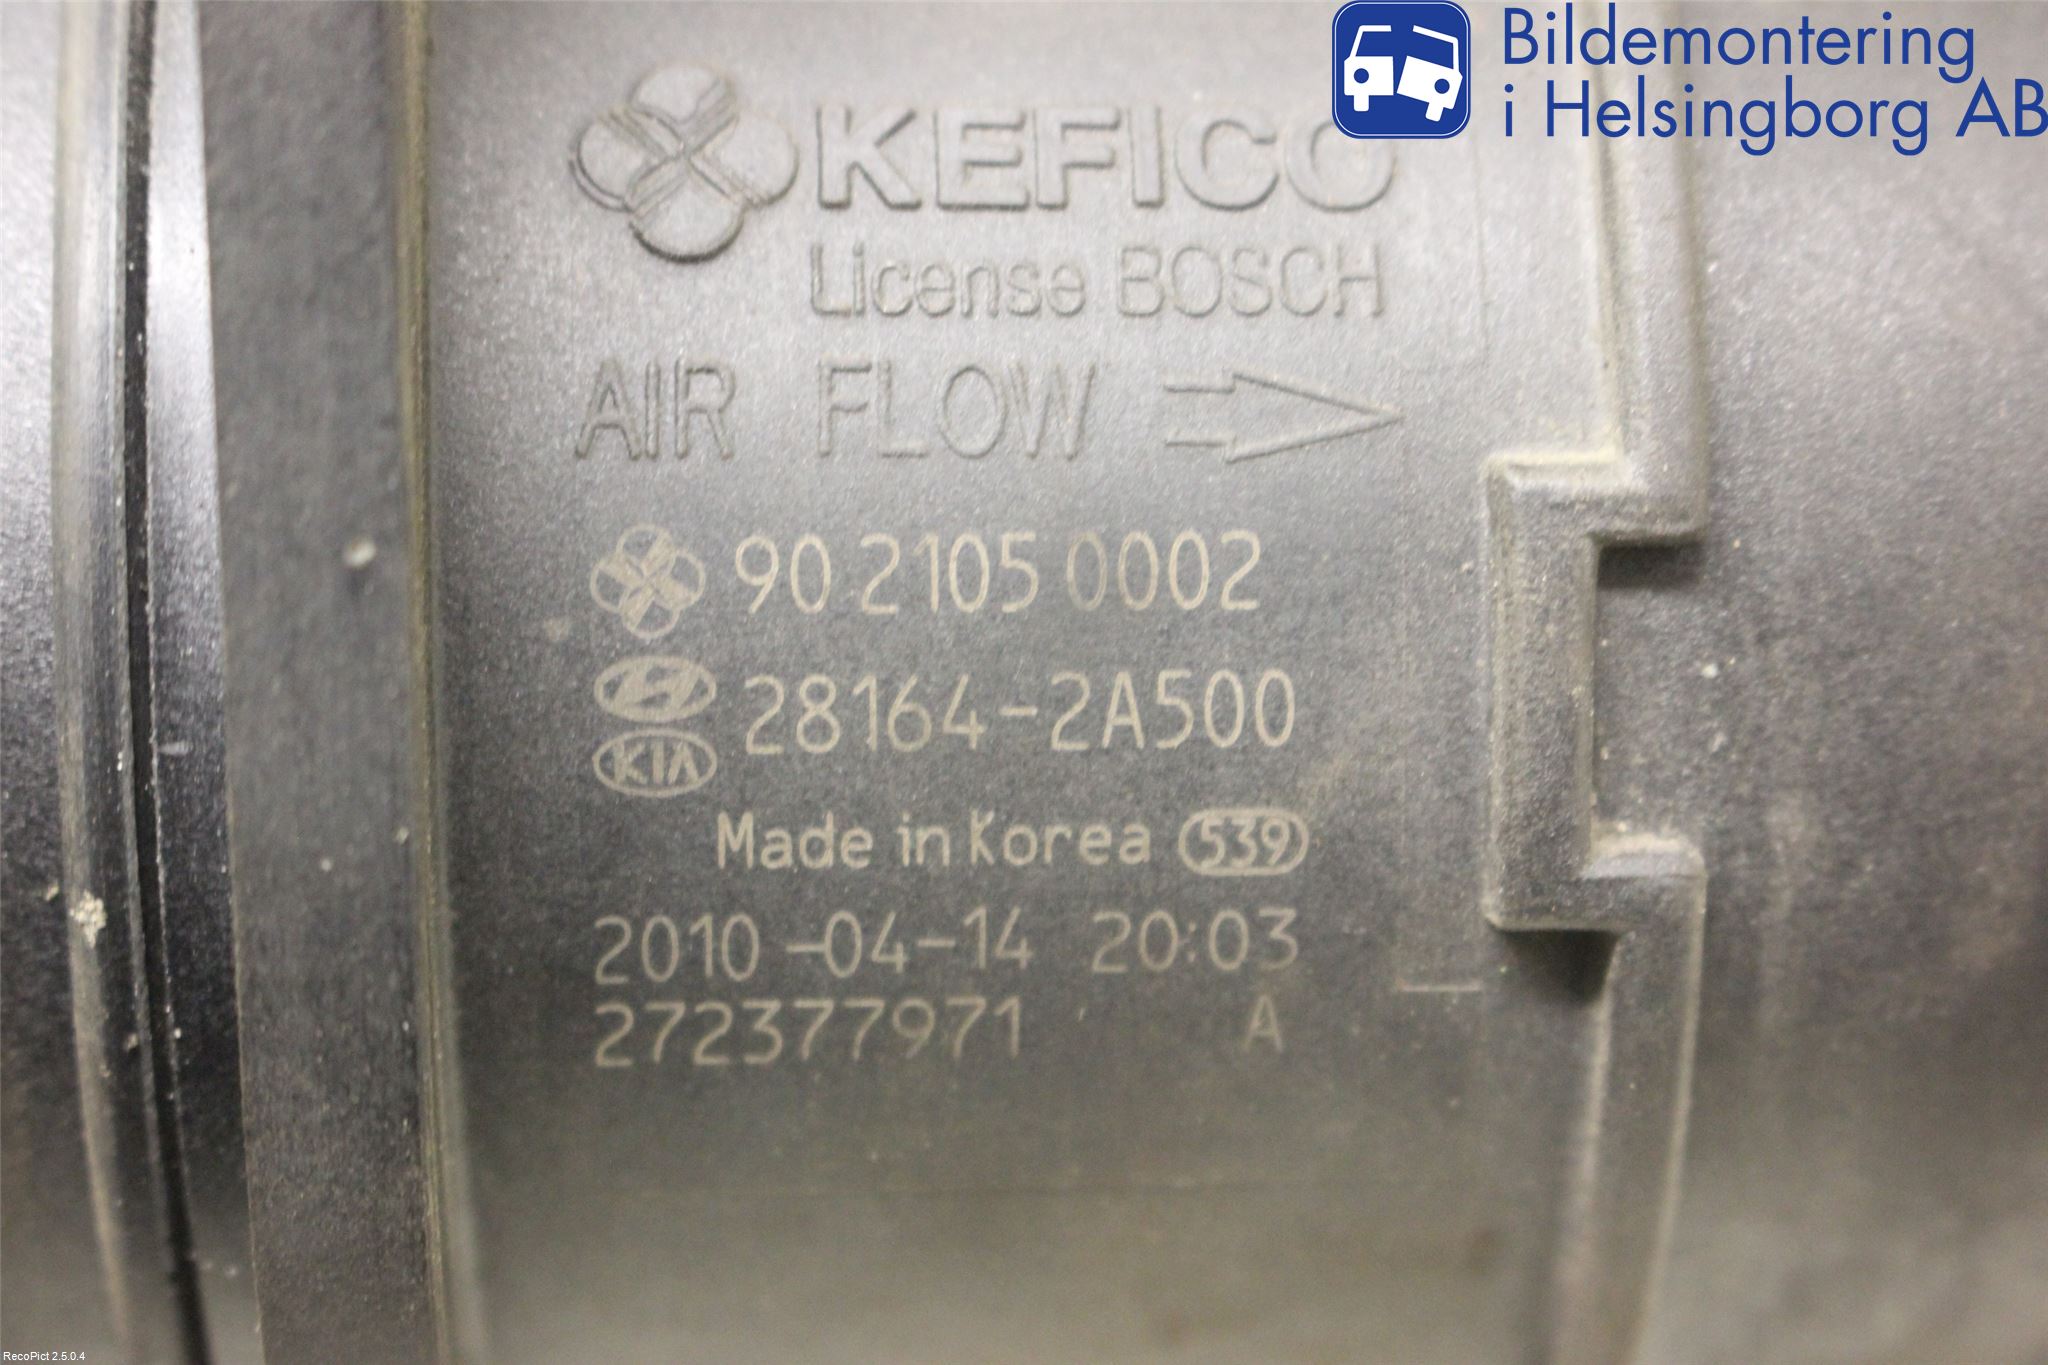 Bildemontering
i Helsingborg AB
KEFICO
License BOSCH
AIR FLOW
90 2105 0002
28164-2A500
KIA
Made in Korea 539
2010-04-14 20:03
272377971 A
RecoPict 2.5.0.4